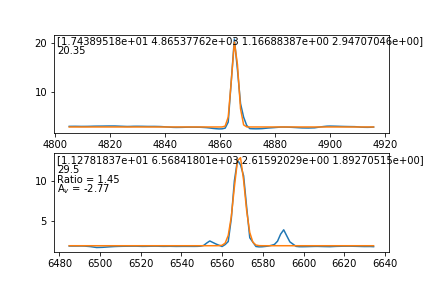 [1.74389518e+01 4.86537762e+03 1.16688387e+00 2.94707046e+00]
20.35
20
10
4800 4820 4840 4860 4880 4900 4920
[1.12781837e+01 6.56841801e+03 2.61592029e+00 1.89270515e+00]
29.5
Ratio = 1.45
Av = -2.77
10
5
6480 6500 6520 6540 6560 6580 6600 6620 6640